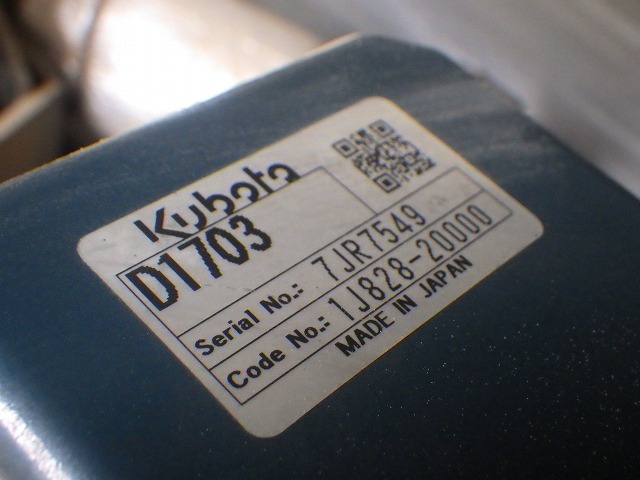 Kubota
D1703
Serial No.: 7JR7549
Code No.: 1J828-20000
MADE IN JAPAN